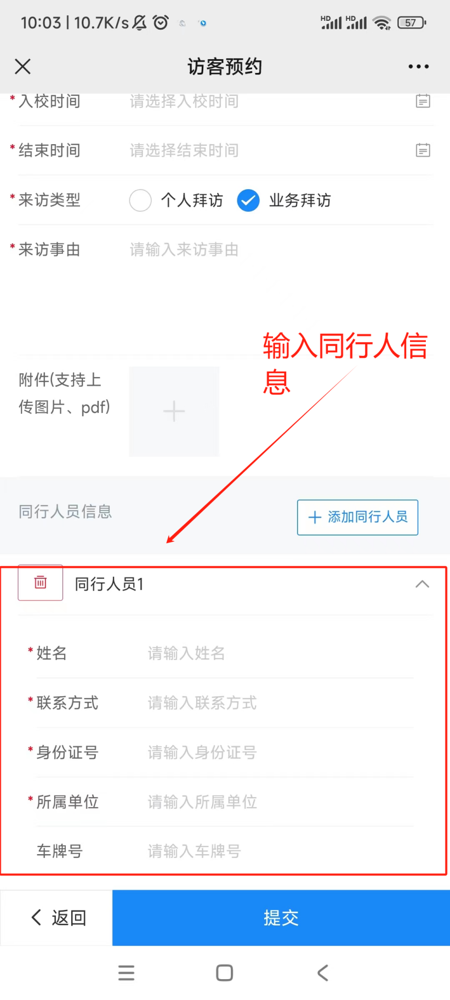 10:03 | 10.7K/s HD HD 57
访客预约
* 入校时间 请选择入校时间
* 结束时间 请选择结束时间
* 来访类型 个人拜访 业务拜访
* 来访事由 请输入来访事由
输入同行人信
息
附件(支持上
传图片、pdf)
同行人员信息 添加同行人员
同行人员1
* 姓名 请输入姓名
* 联系方式 请输入联系方式
* 身份证号 请输入身份证号
* 所属单位 请输入所属单位
车牌号 请输入车牌号
返回 提交